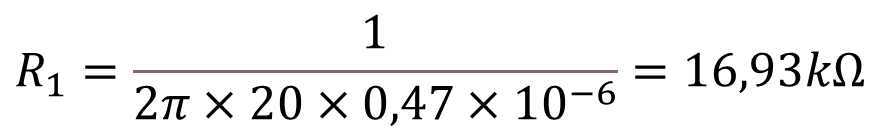 R₁ = 1 / (2π × 20 × 0,47 × 10⁻⁶) = 16,93kΩ